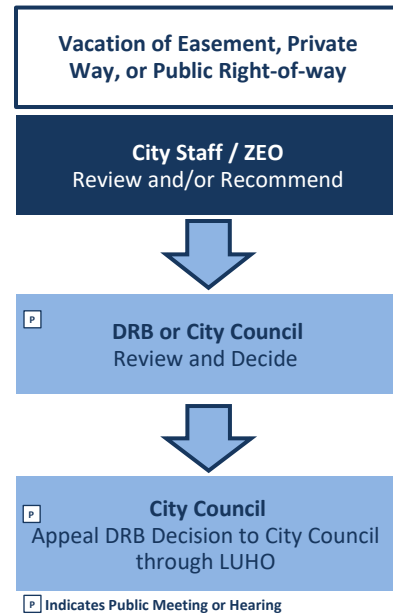 Vacation of Easement, Private
Way, or Public Right-of-way
City Staff / ZEO
Review and/or Recommend
P
DRB or City Council
Review and Decide
P
City Council
Appeal DRB Decision to City Council
through LUHO
P Indicates Public Meeting or Hearing